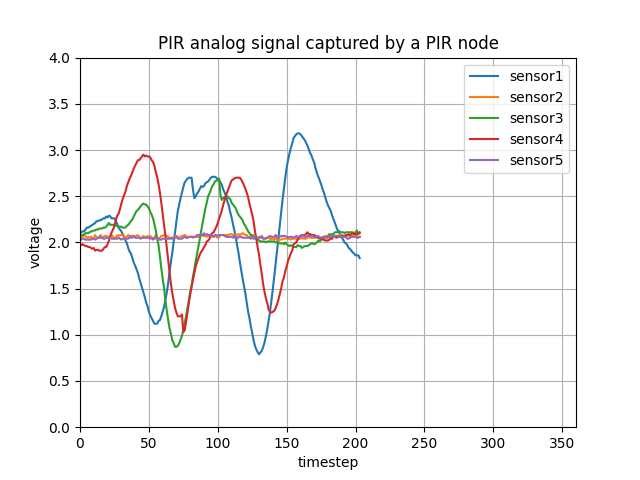 PIR analog signal captured by a PIR node
voltage
4.0
3.5
3.0
2.5
2.0
1.5
1.0
0.5
0.0
sensor1
sensor2
sensor3
sensor4
sensor5
0 50 100 150 200 250 300 350
timestep